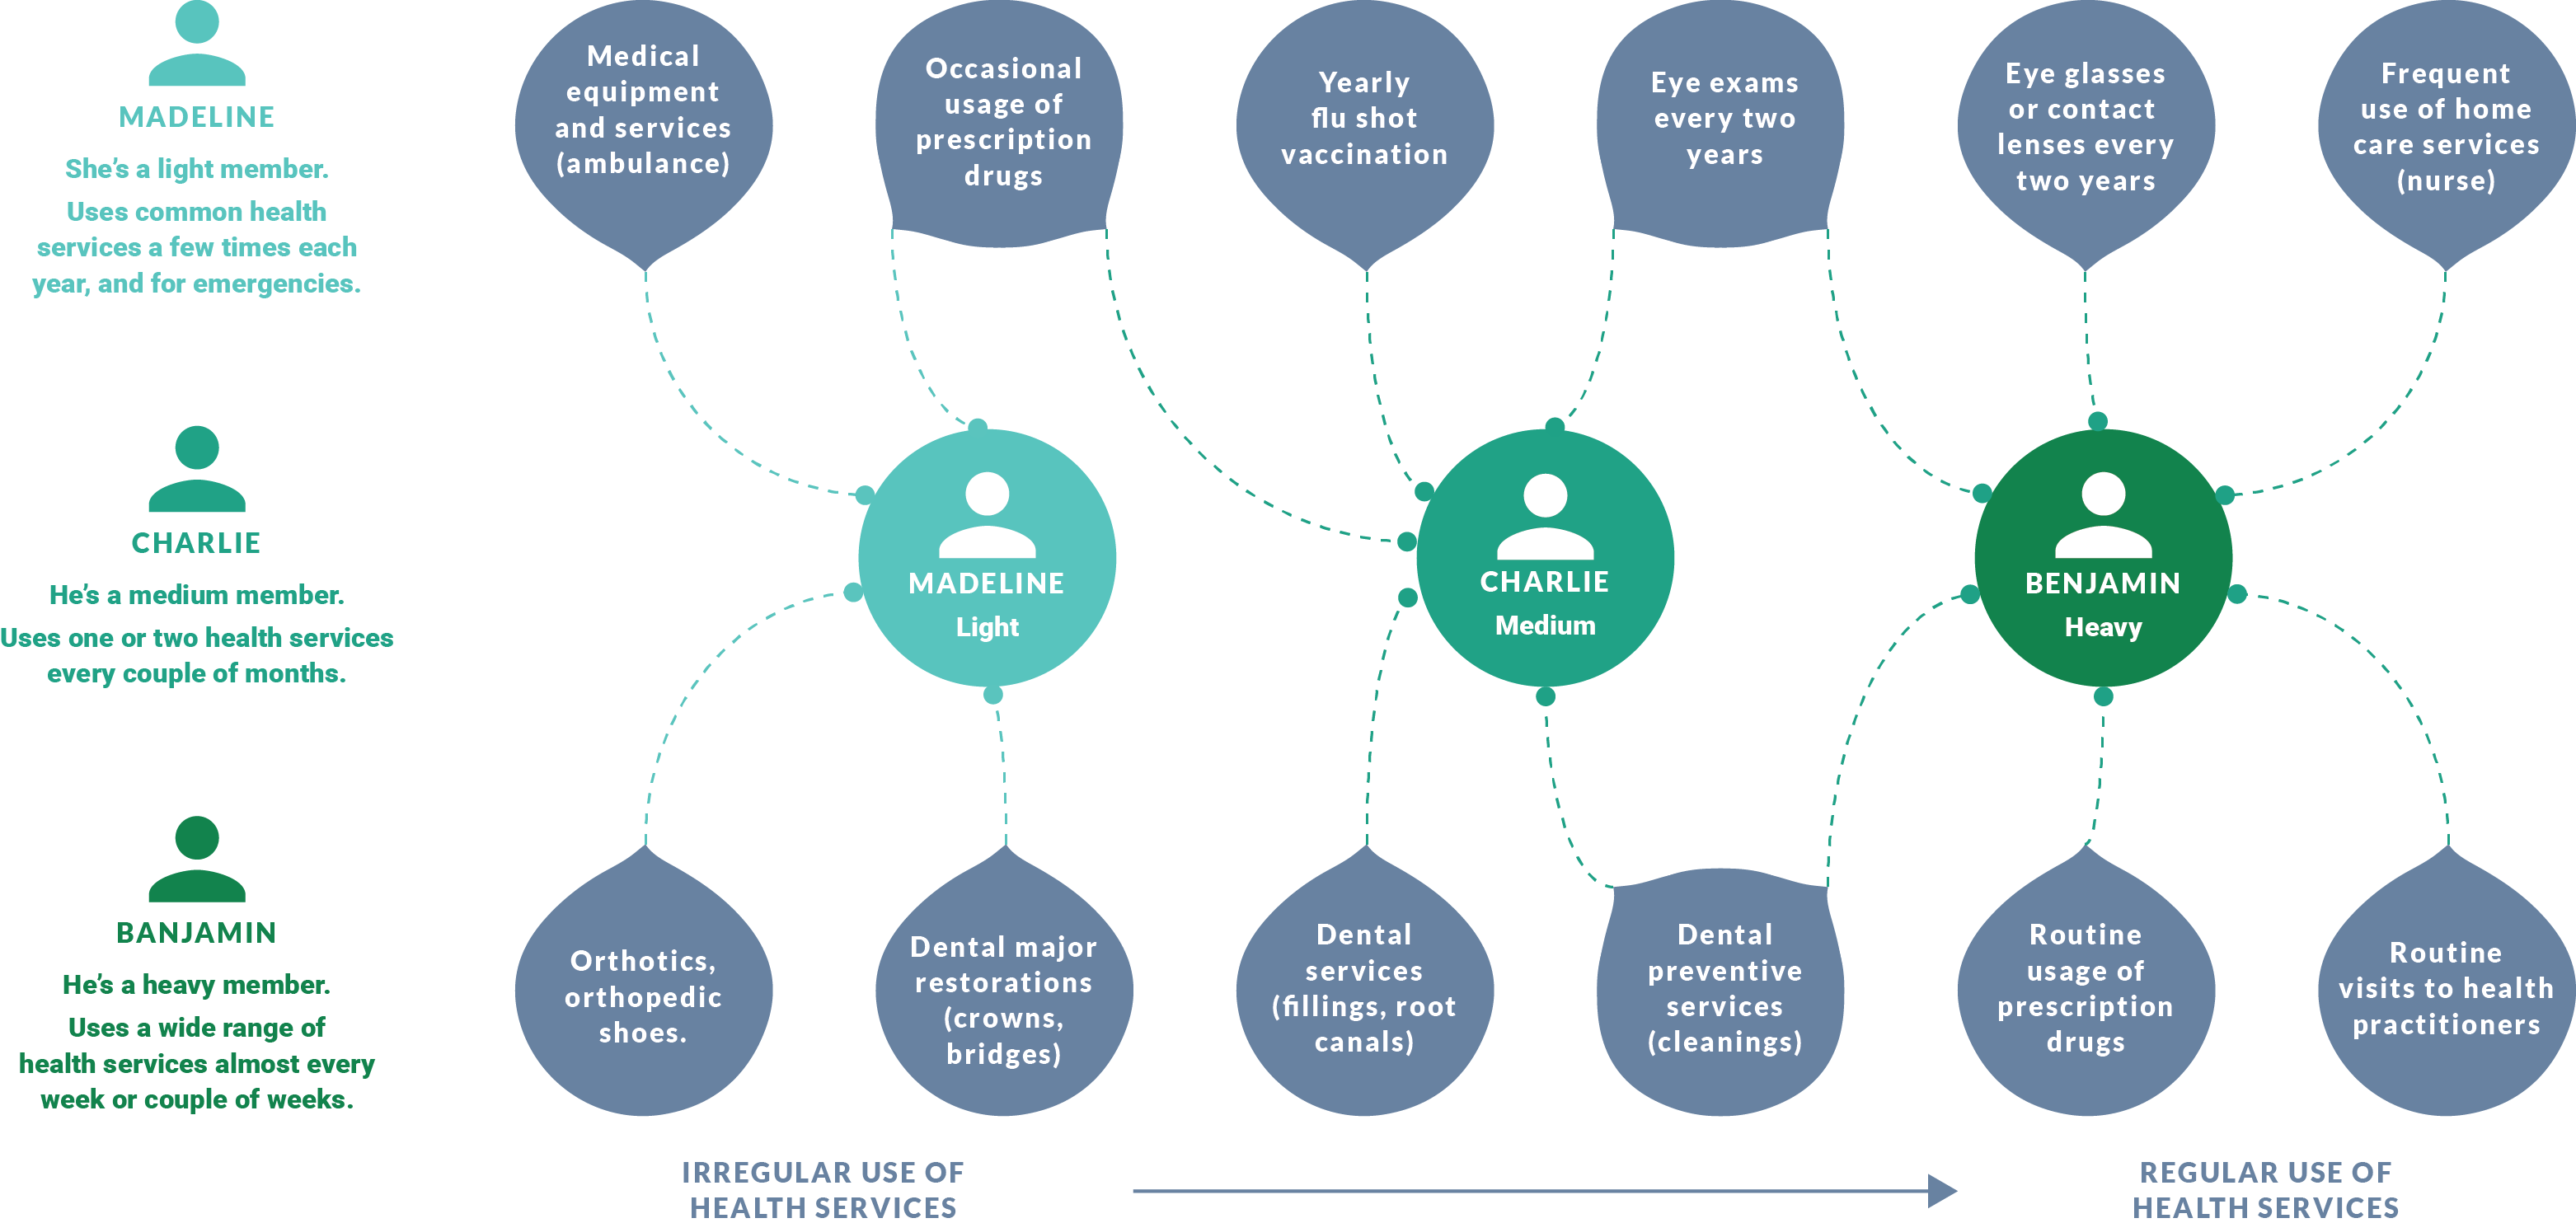 MADELINE
She’s a light member.
Uses common health
services a few times each
year, and for emergencies.
CHARLIE
He’s a medium member.
Uses one or two health services
every couple of months.
BANJAMIN
He’s a heavy member.
Uses a wide range of
health services almost every
week or couple of weeks.
Medical
equipment
and services
(ambulance)
Occasional
usage of
prescription
drugs
Yearly
flu shot
vaccination
Eye exams
every two
years
Eye glasses
or contact
lenses every
two years
Frequent
use of home
care services
(nurse)
MADELINE
Light
CHARLIE
Medium
BENJAMIN
Heavy
Orthotics,
orthopedic
shoes.
Dental major
restorations
(crowns,
bridges)
Dental
services
(fillings, root
canals)
Dental
preventive
services
(cleanings)
Routine
usage of
prescription
drugs
Routine
visits to health
practitioners
IRREGULAR USE OF
HEALTH SERVICES
REGULAR USE OF
HEALTH SERVICES